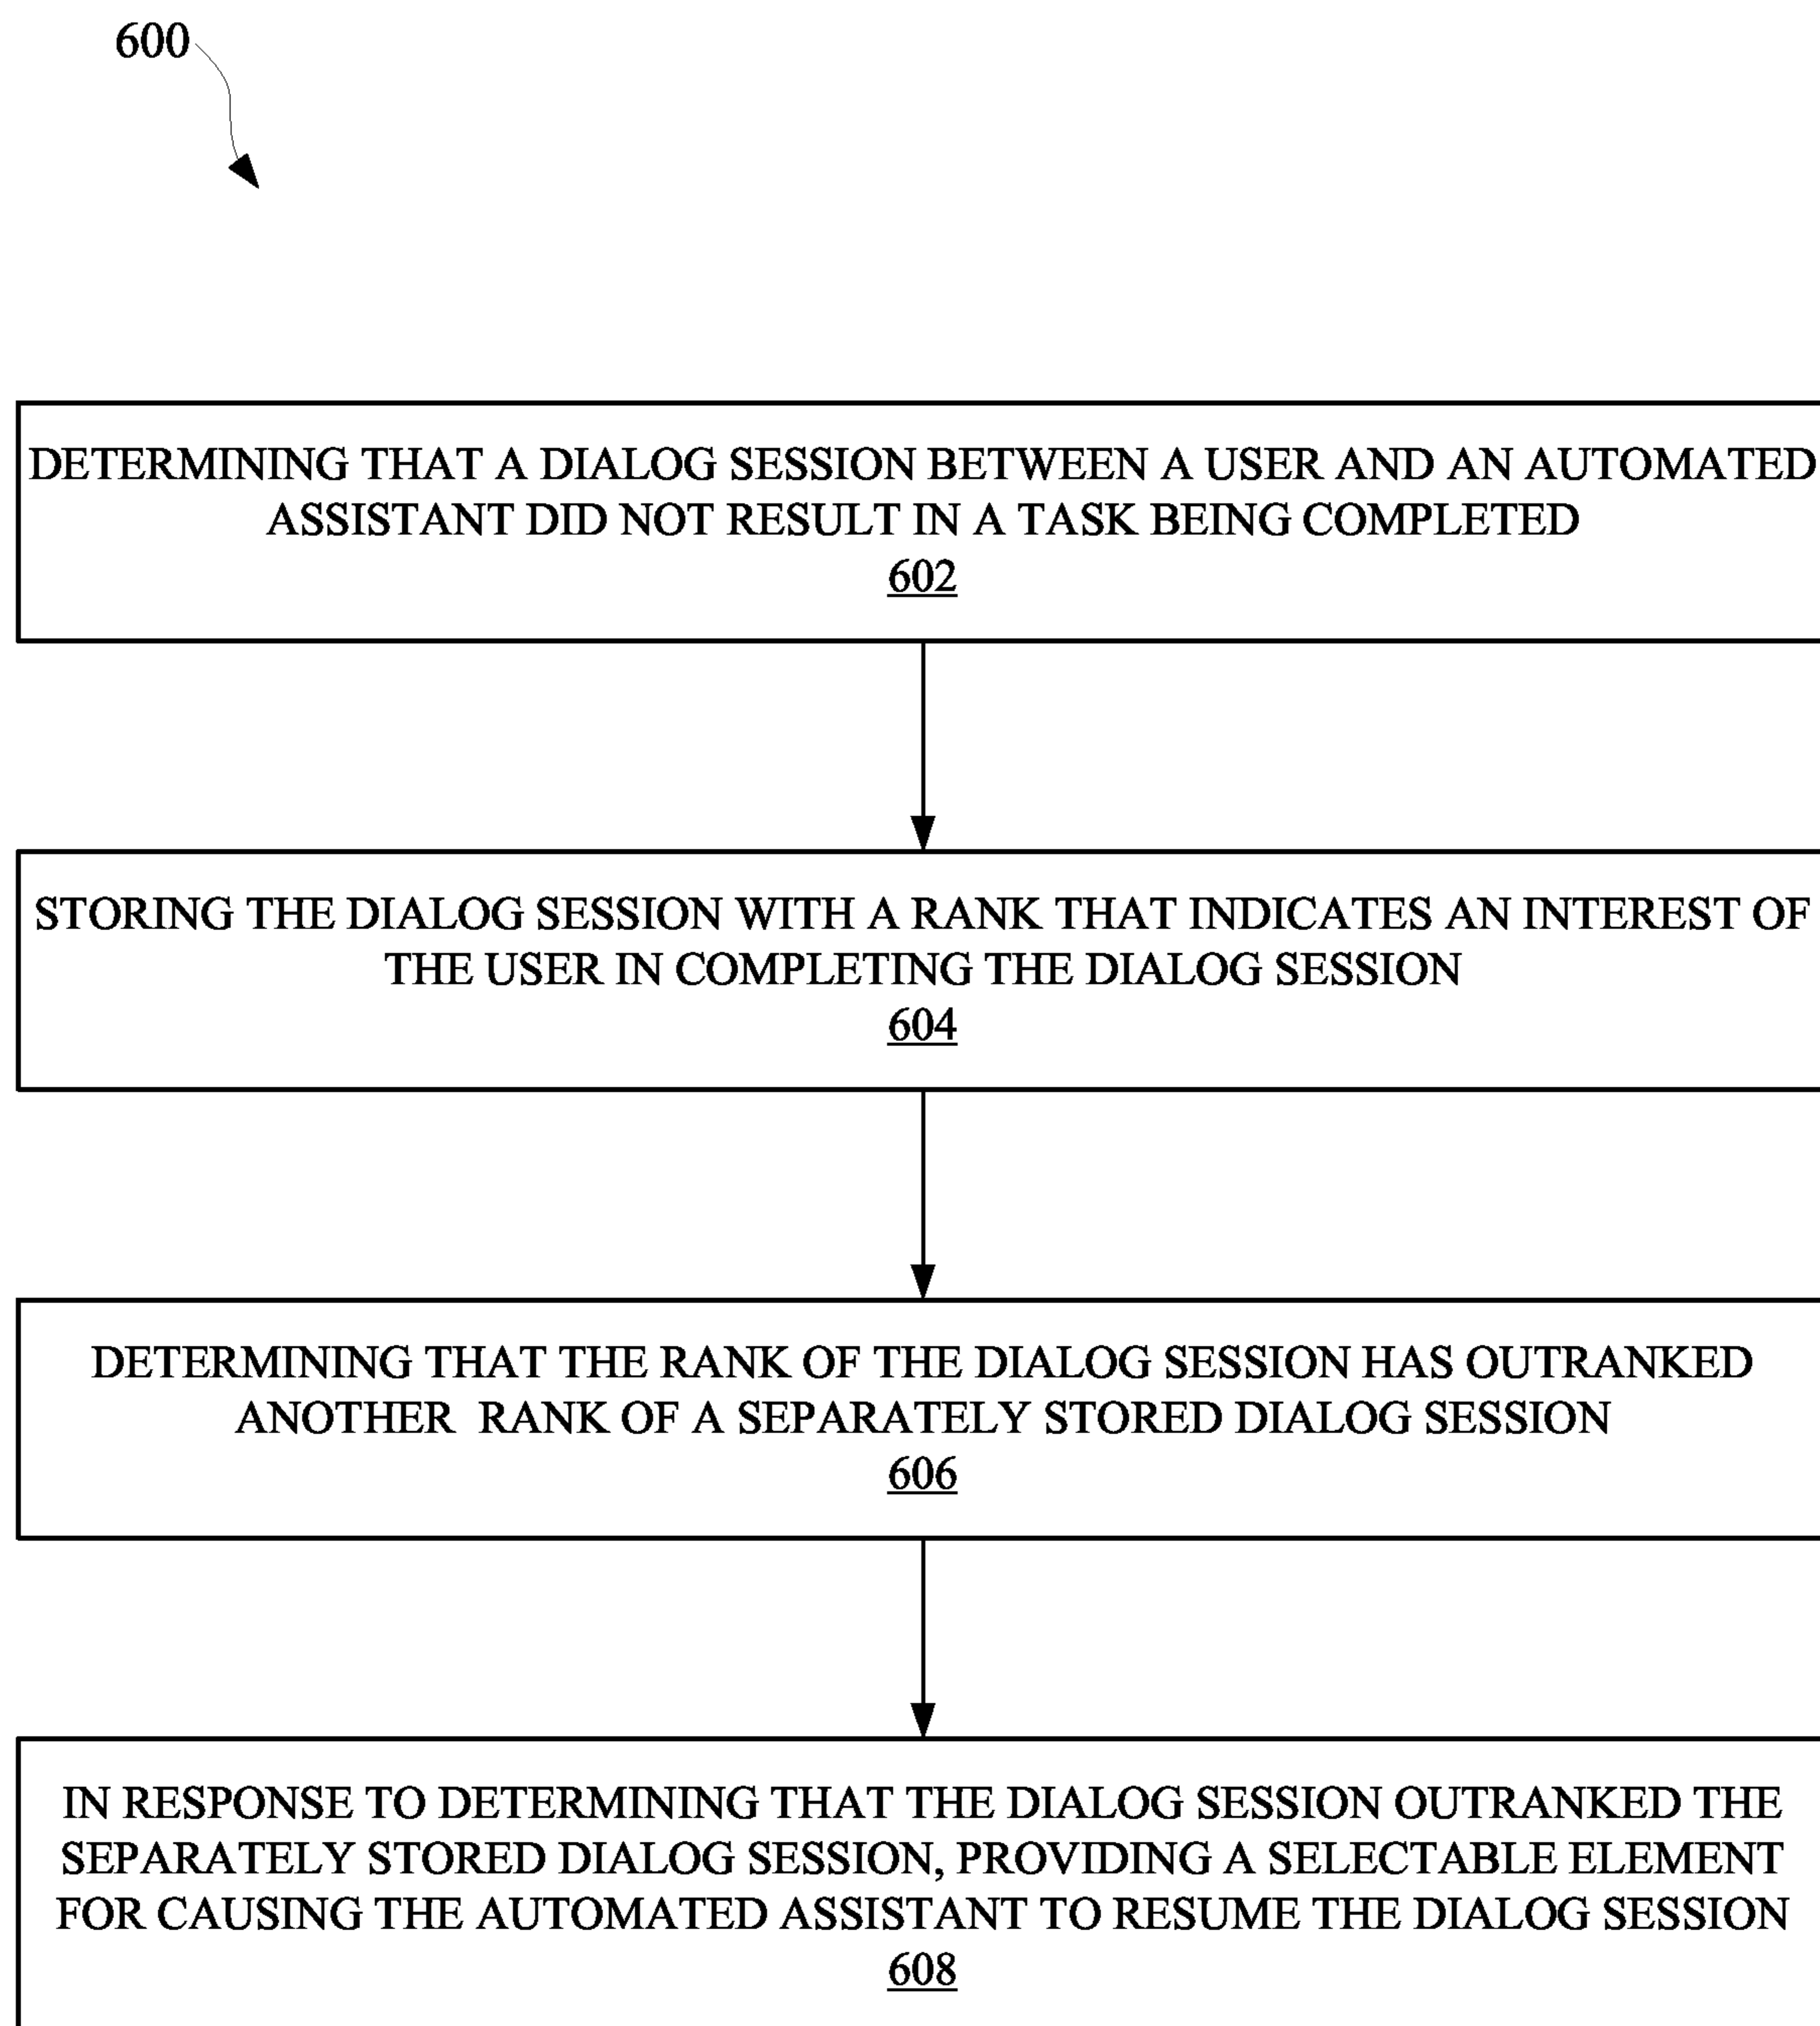 600
DETERMINING THAT A DIALOG SESSION BETWEEN A USER AND AN AUTOMATED
ASSISTANT DID NOT RESULT IN A TASK BEING COMPLETED
602
STORING THE DIALOG SESSION WITH A RANK THAT INDICATES AN INTEREST OF
THE USER IN COMPLETING THE DIALOG SESSION
604
DETERMINING THAT THE RANK OF THE DIALOG SESSION HAS OUTRANKED
ANOTHER RANK OF A SEPARATELY STORED DIALOG SESSION
606
IN RESPONSE TO DETERMINING THAT THE DIALOG SESSION OUTRANKED THE
SEPARATELY STORED DIALOG SESSION, PROVIDING A SELECTABLE ELEMENT
FOR CAUSING THE AUTOMATED ASSISTANT TO RESUME THE DIALOG SESSION
608